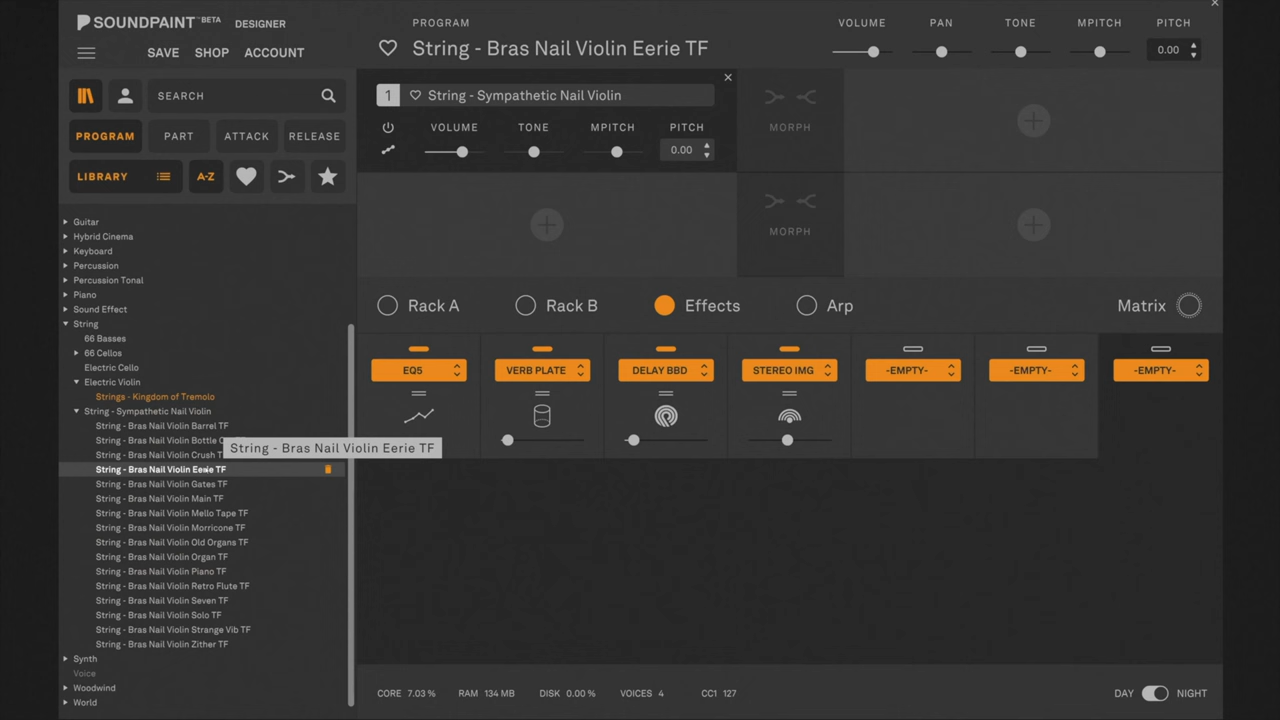 SOUNDPAINT BETA DESIGNER
SAVE SHOP ACCOUNT
PROGRAM
String - Bras Nail Violin Eerie TF
VOLUME PAN TONE MPITCH PITCH
0.00
SEARCH
PROGRAM PART ATTACK RELEASE
LIBRARY A-Z
1 String - Sympathetic Nail Violin
VOLUME TONE MPITCH PITCH
0.00
MORPH
MORPH
Guitar
Hybrid Cinema
Keyboard
Percussion
Percussion Tonal
Piano
Sound Effect
String
66 Basses
66 Cellos
Electric Cello
Electric Violin
Strings - Kingdom of Tremolo
String - Sympathetic Nail Violin
String - Bras Nail Violin Barrel TF
String - Bras Nail Violin Bottle
String - Bras Nail Violin Crush T
String - Bras Nail Violin Eerie TF
String - Bras Nail Violin Eerie TF
String - Bras Nail Violin Gates TF
String - Bras Nail Violin Main TF
String - Bras Nail Violin Mello Tape TF
String - Bras Nail Violin Morricone TF
String - Bras Nail Violin Old Organs TF
String - Bras Nail Violin Organ TF
String - Bras Nail Violin Piano TF
String - Bras Nail Violin Retro Flute TF
String - Bras Nail Violin Seven TF
String - Bras Nail Violin Solo TF
String - Bras Nail Violin Strange Vib TF
String - Bras Nail Violin Zither TF
Synth
Voice
Woodwind
World
Rack A Rack B Effects Arp Matrix
EQ5 VERB PLATE DELAY BBD STEREO IMG -EMPTY- -EMPTY- -EMPTY-
CORE 7.03 % RAM 134 MB DISK 0.00 % VOICES 4 CC1 127
DAY NIGHT